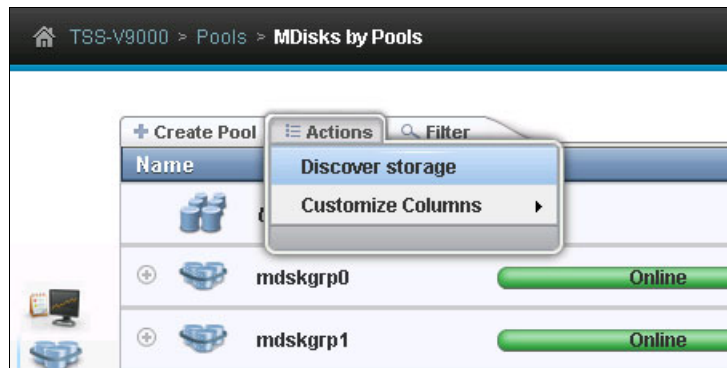 TSS-V9000 > Pools > MDisks by Pools
Create Pool Actions Filter
Name
Discover storage
Customize Columns
mdskgrp0 Online
mdskgrp1 Online